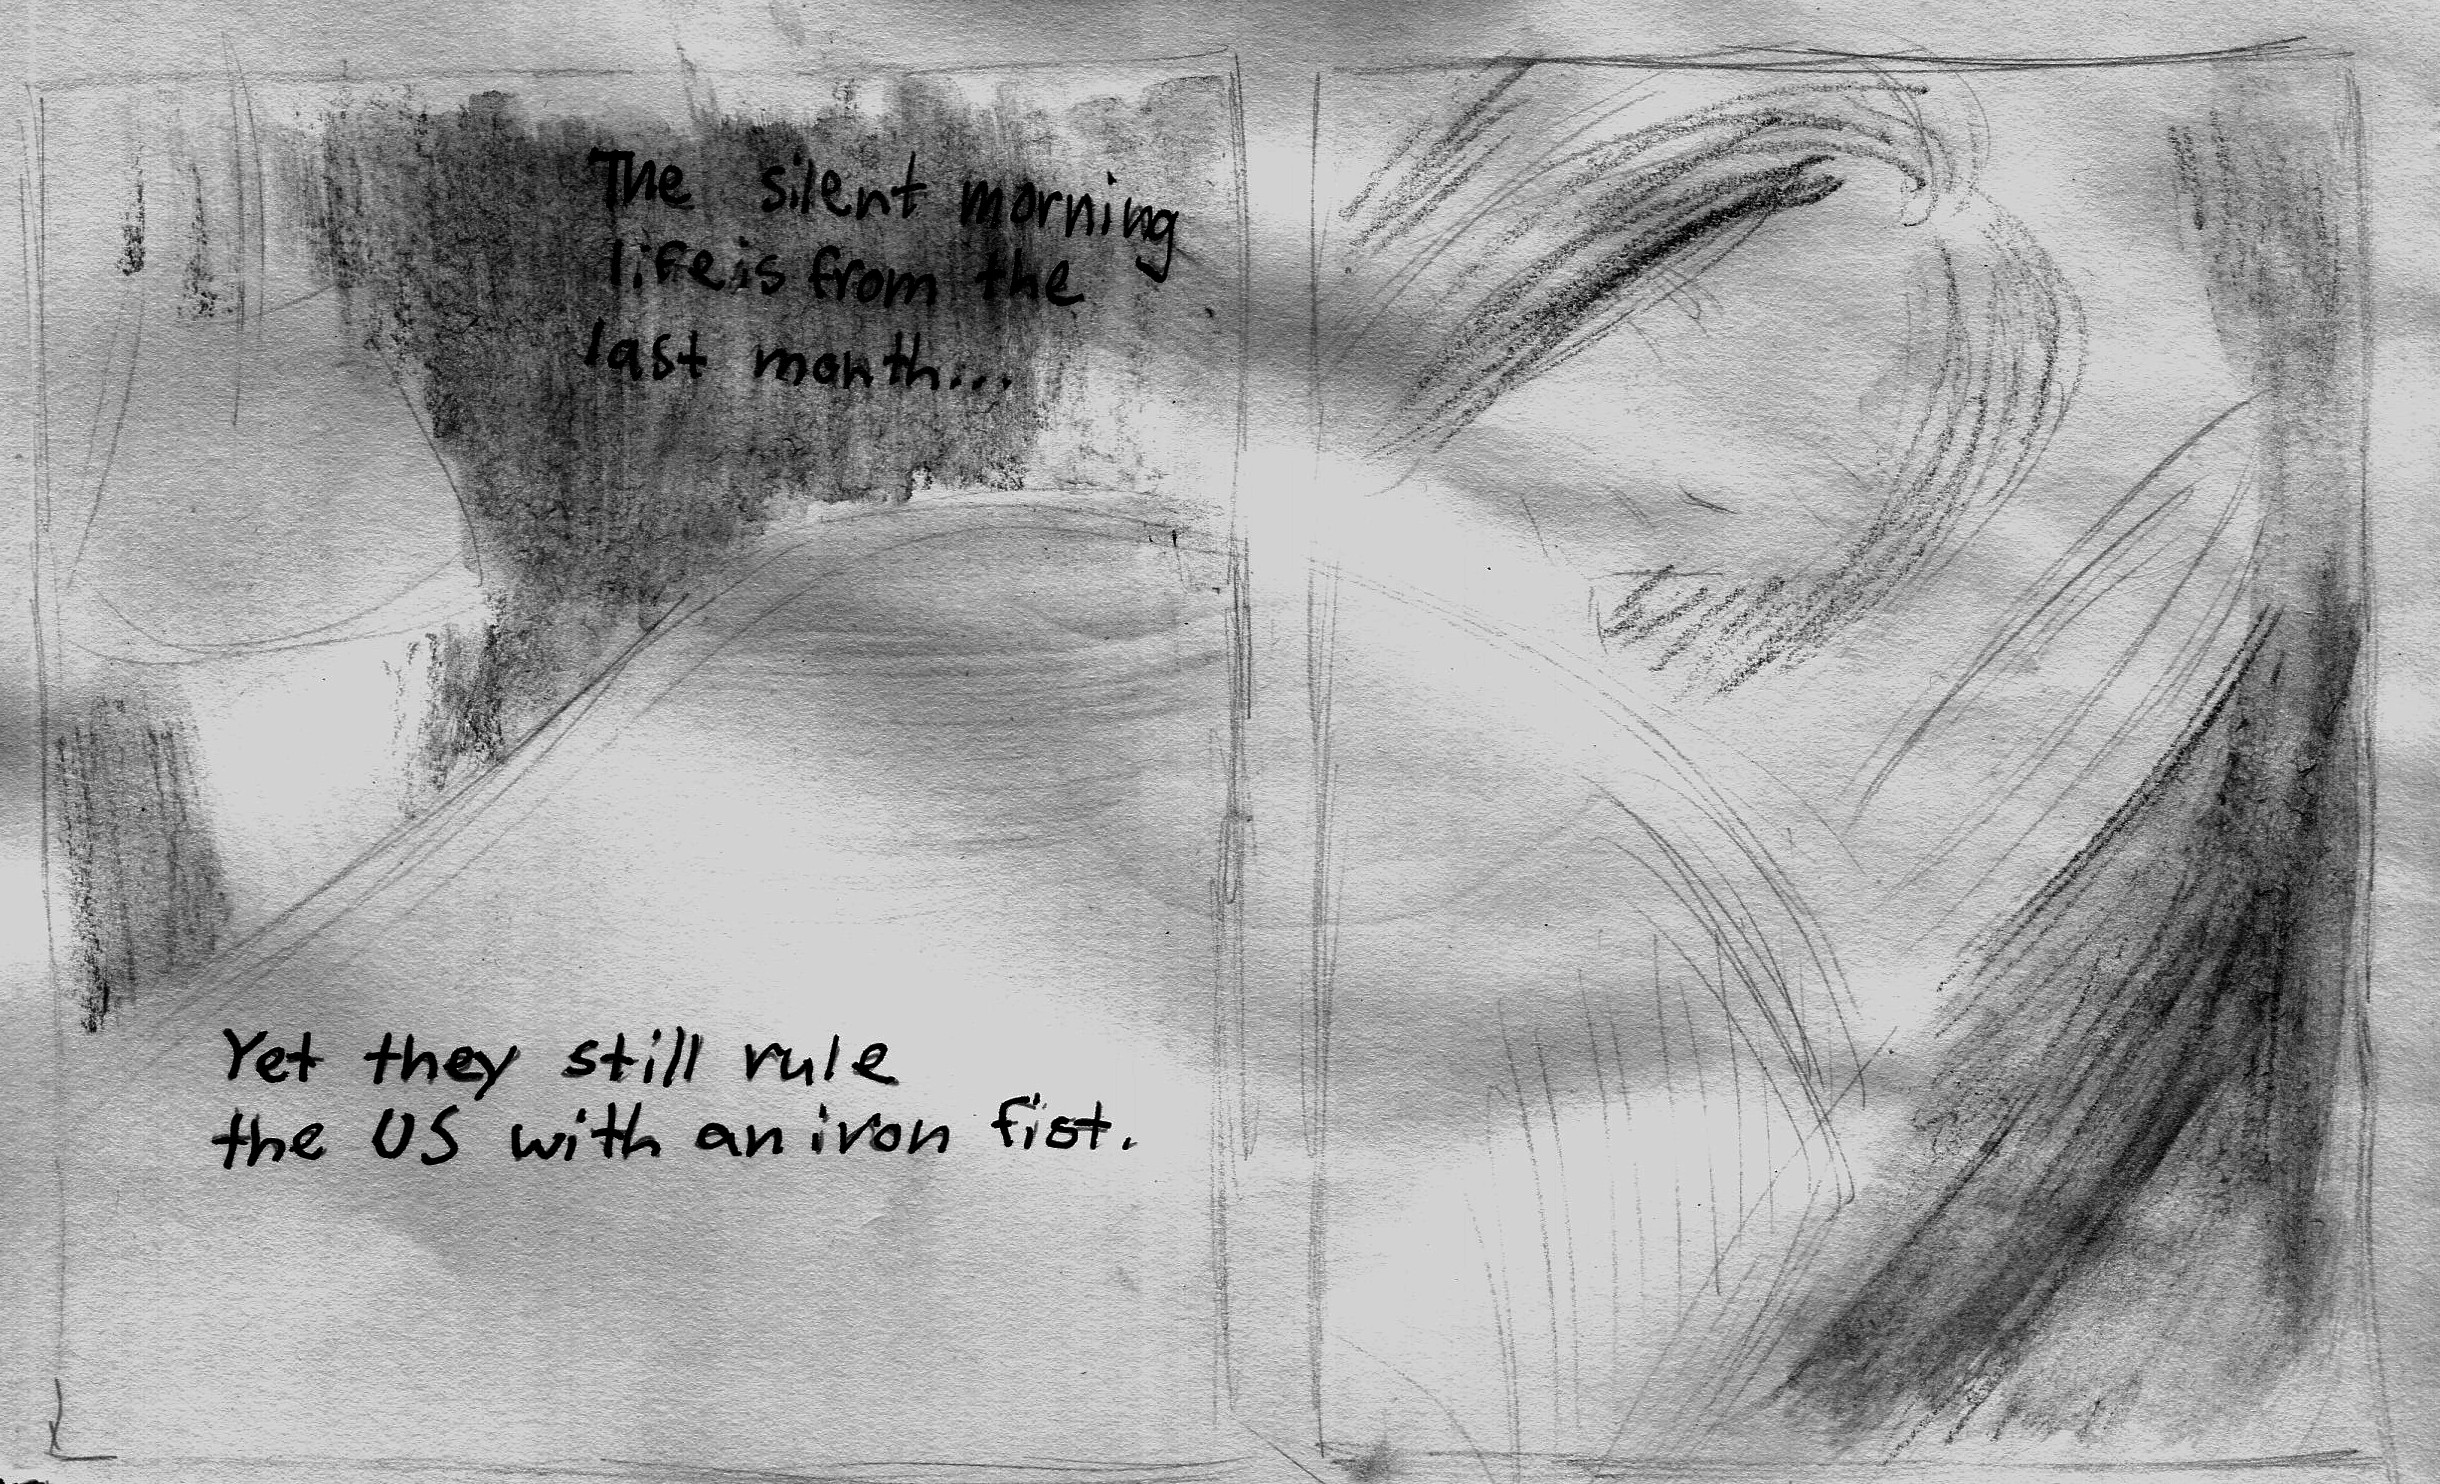 The silent morning
life is from the
last month...
Yet they still rule
the US with an iron fist.